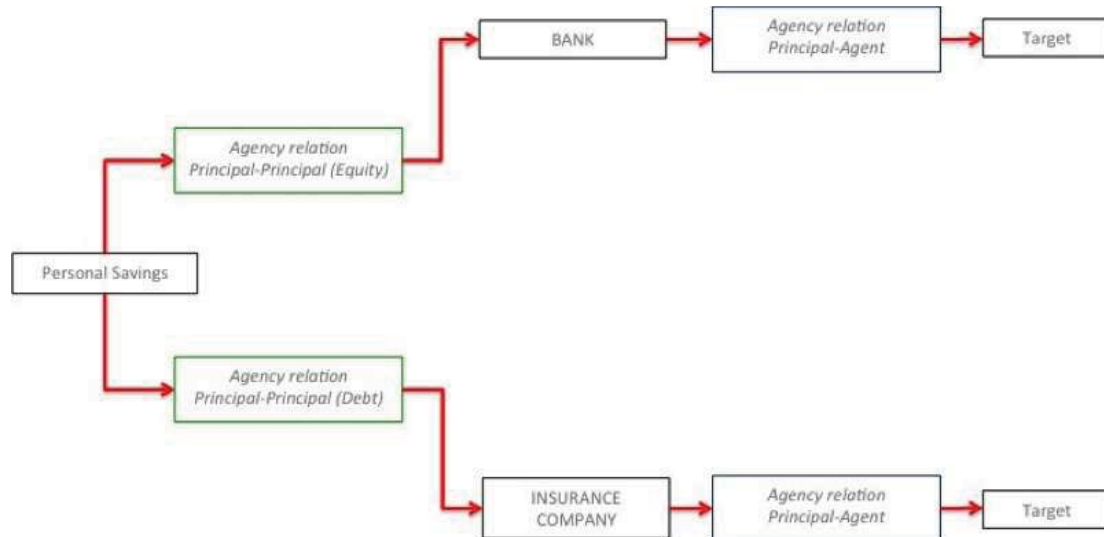 BANK
Agency relation
Principal-Agent
Target
Agency relation
Principal-Principal (Equity)
Personal Savings
Agency relation
Principal-Principal (Debt)
INSURANCE
COMPANY
Agency relation
Principal-Agent
Target